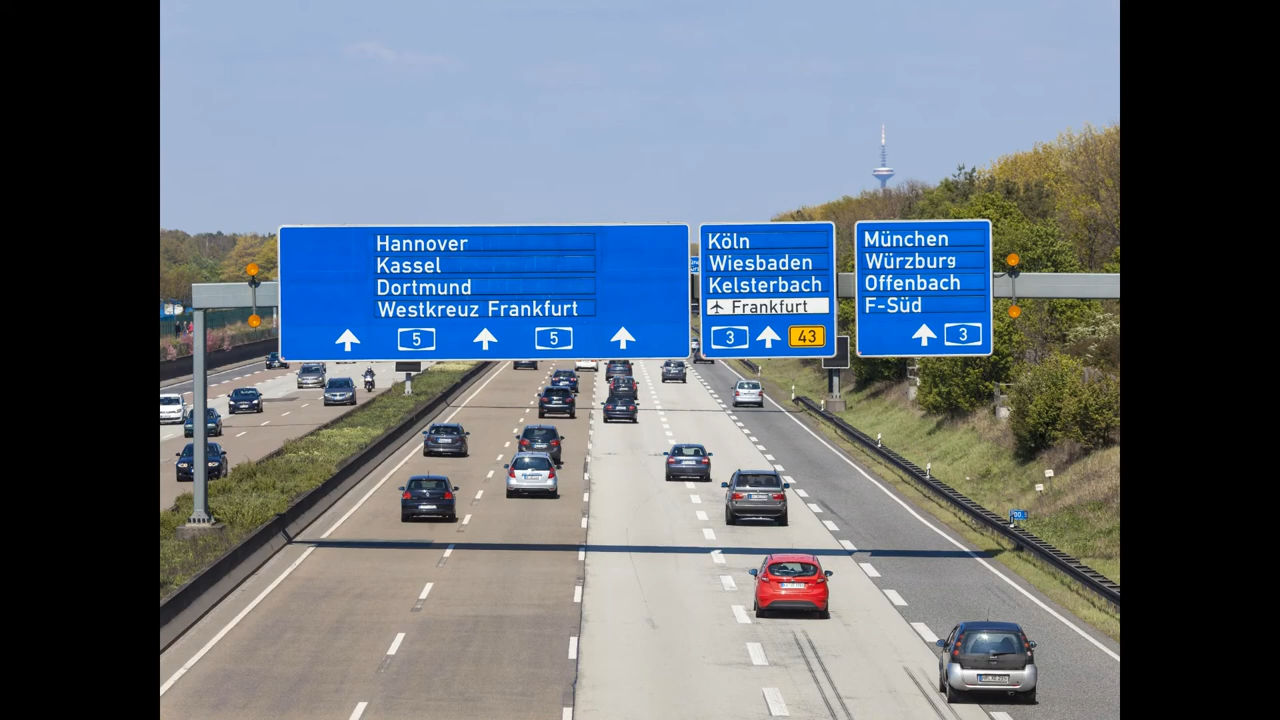 Hannover
Kassel
Dortmund
Westkreuz Frankfurt
5
5
Köln
Wiesbaden
Kelsterbach
Frankfurt
3
43
München
Würzburg
Offenbach
F-Süd
3